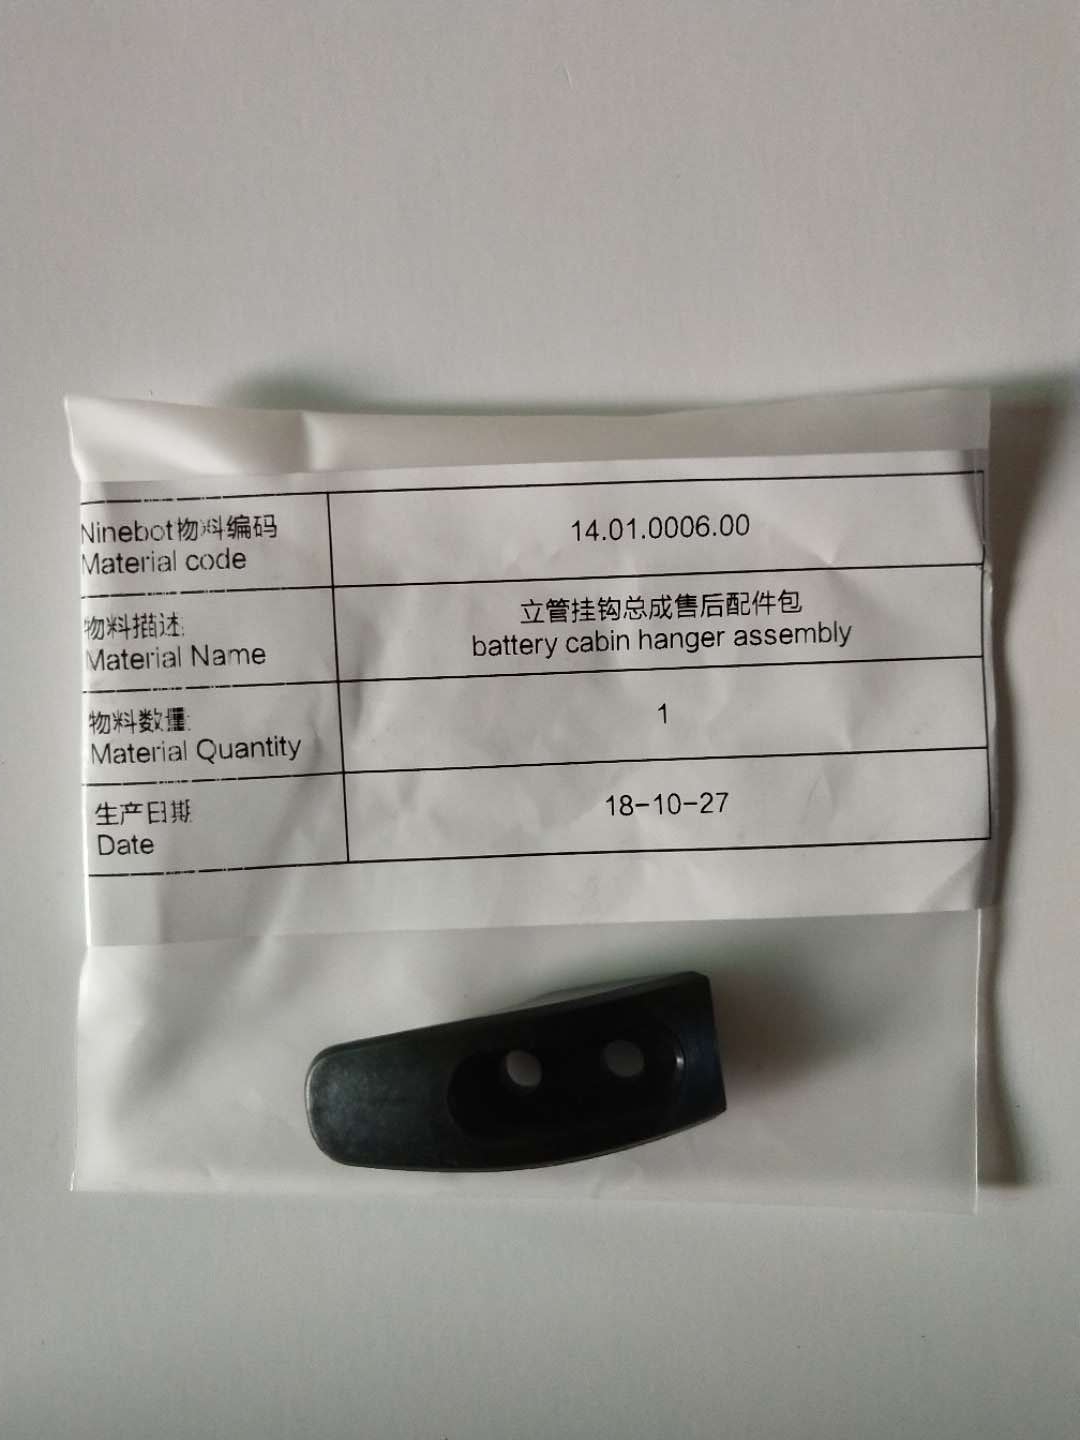 Ninebot物料编码
Material code
14.01.0006.00
物料描述:
Material Name
立管挂钩总成售后配件包
battery cabin hanger assembly
物料数量:
Material Quantity
1
生产日期
Date
18-10-27